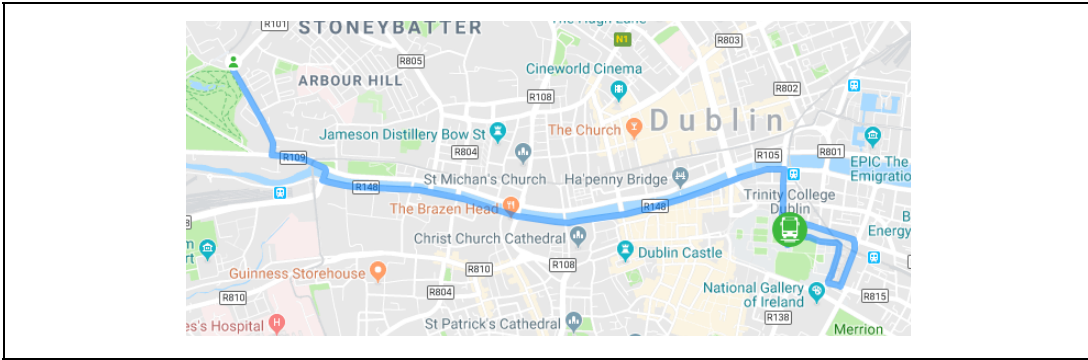 R101
STONEYBATTER
The Hugh Lane
N1
R803
R805
Cineworld Cinema
ARBOUR HILL
R108
R802
Jameson Distillery Bow St
The Church
Dublin
R801
R804
R105
EPIC The
Emigratio
R109
St Michan's Church
Ha'penny Bridge
R148
Trinity College
Dublin
The Brazen Head
R148
B
Energy
Christ Church Cathedral
m
rt
R810
R108
Dublin Castle
Guinness Storehouse
National Gallery
of Ireland
R810
R804
R815
R138
es's Hospital
St Patrick's Cathedral
Merrion